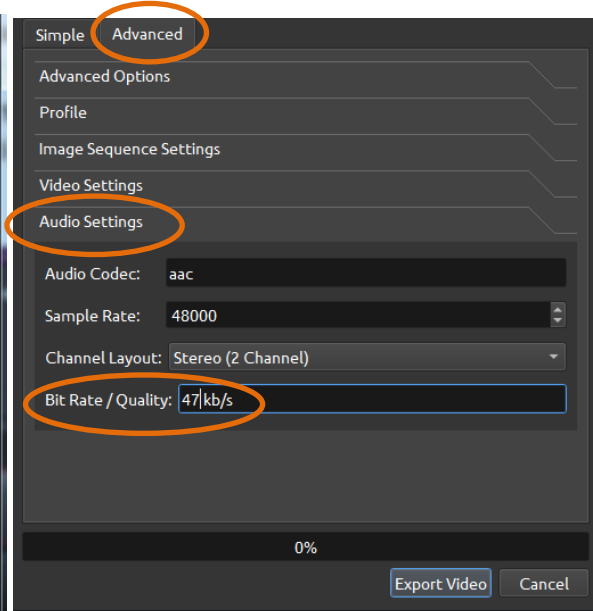 Simple Advanced
Advanced Options
Profile
Image Sequence Settings
Video Settings
Audio Settings
Audio Codec: aac
Sample Rate: 48000
Channel Layout: Stereo (2 Channel)
Bit Rate / Quality: 47 kb/s
0%
Export Video Cancel